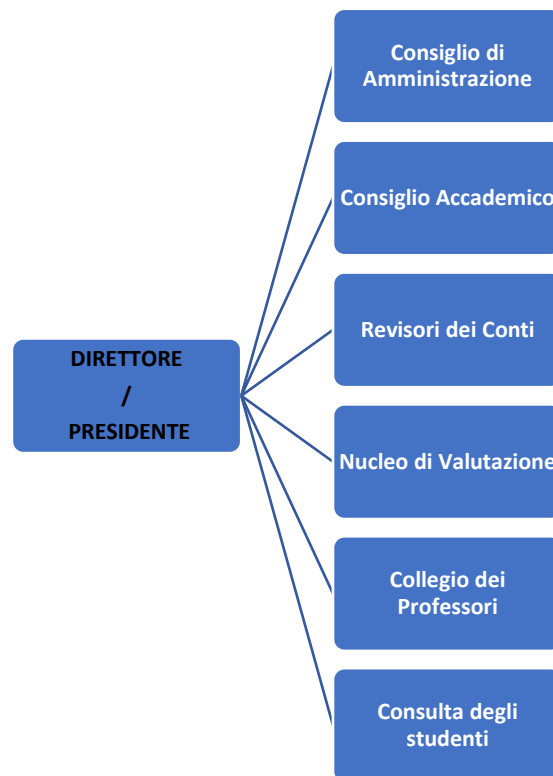 Consiglio di
Amministrazione
Consiglio Accademico
Revisori dei Conti
DIRETTORE
/
PRESIDENTE
Nucleo di Valutazione
Collegio dei
Professori
Consulta degli
studenti